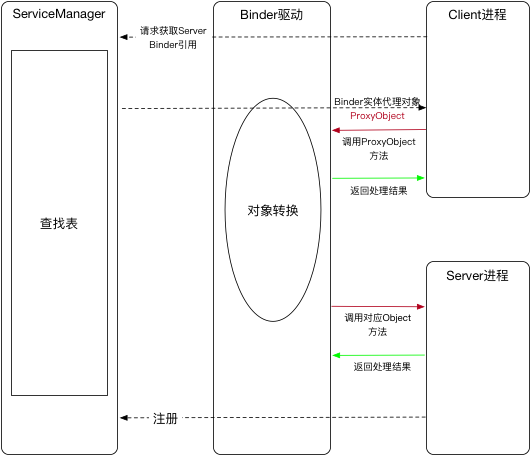 ServiceManager
Binder驱动
Client进程
请求获取Server
Binder引用
Binder实体代理对象
ProxyObject
调用ProxyObject
方法
返回处理结果
查找表
对象转换
Server进程
调用对应Object
方法
返回处理结果
注册